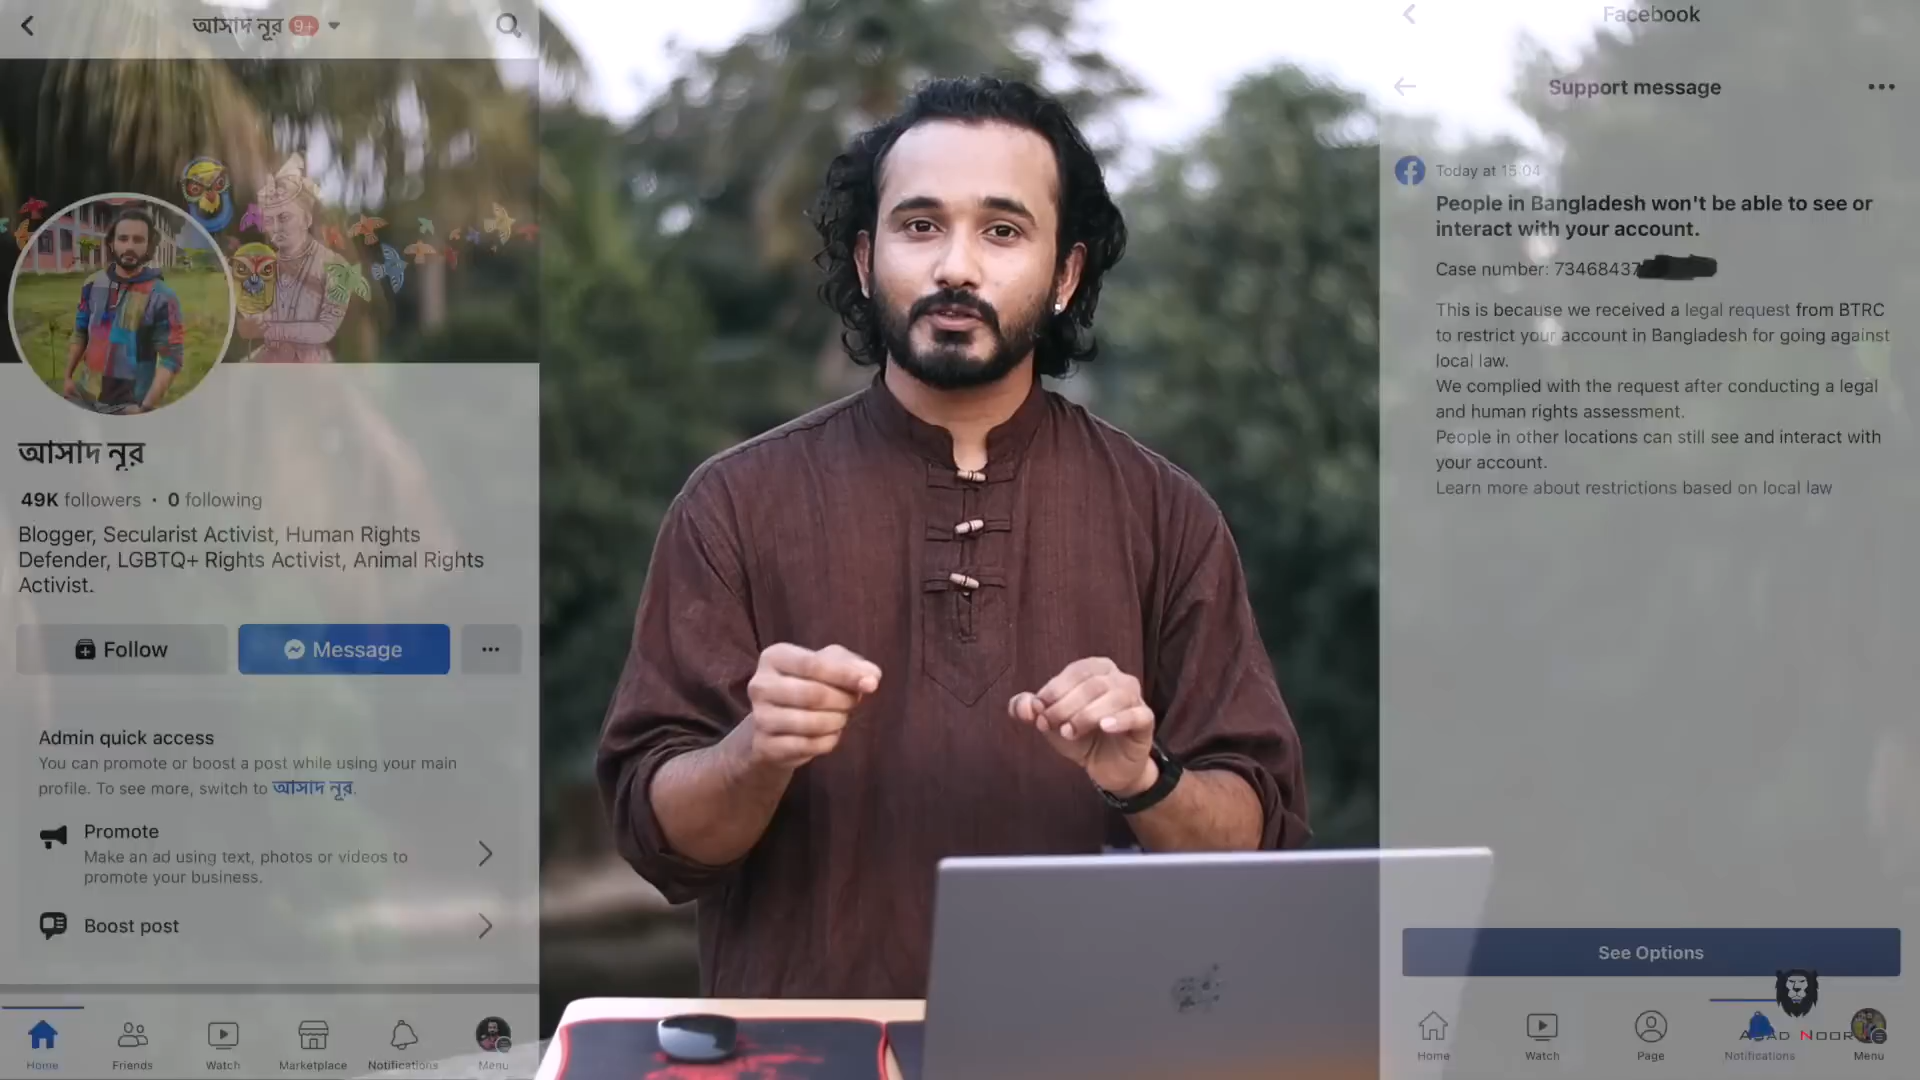 আসাদ নূর 9+
আসাদ নূর
49K followers · 0 following
Blogger, Secularist Activist, Human Rights
Defender, LGBTQ+ Rights Activist, Animal Rights
Activist.
Follow
Message
Admin quick access
You can promote or boost a post while using your main
profile. To see more, switch to আসাদ নূর.
Promote
Make an ad using text, photos or videos to
promote your business.
Boost post
Home Friends Watch Marketplace Notifications Menu
Facebook
Support message
Today at 15:04
People in Bangladesh won't be able to see or
interact with your account.
Case number: 73468437
This is because we received a legal request from BTRC
to restrict your account in Bangladesh for going against
local law.
We complied with the request after conducting a legal
and human rights assessment.
People in other locations can still see and interact with
your account.
Learn more about restrictions based on local law
See Options
ASAD NOOR
Home Watch Page Notifications Menu